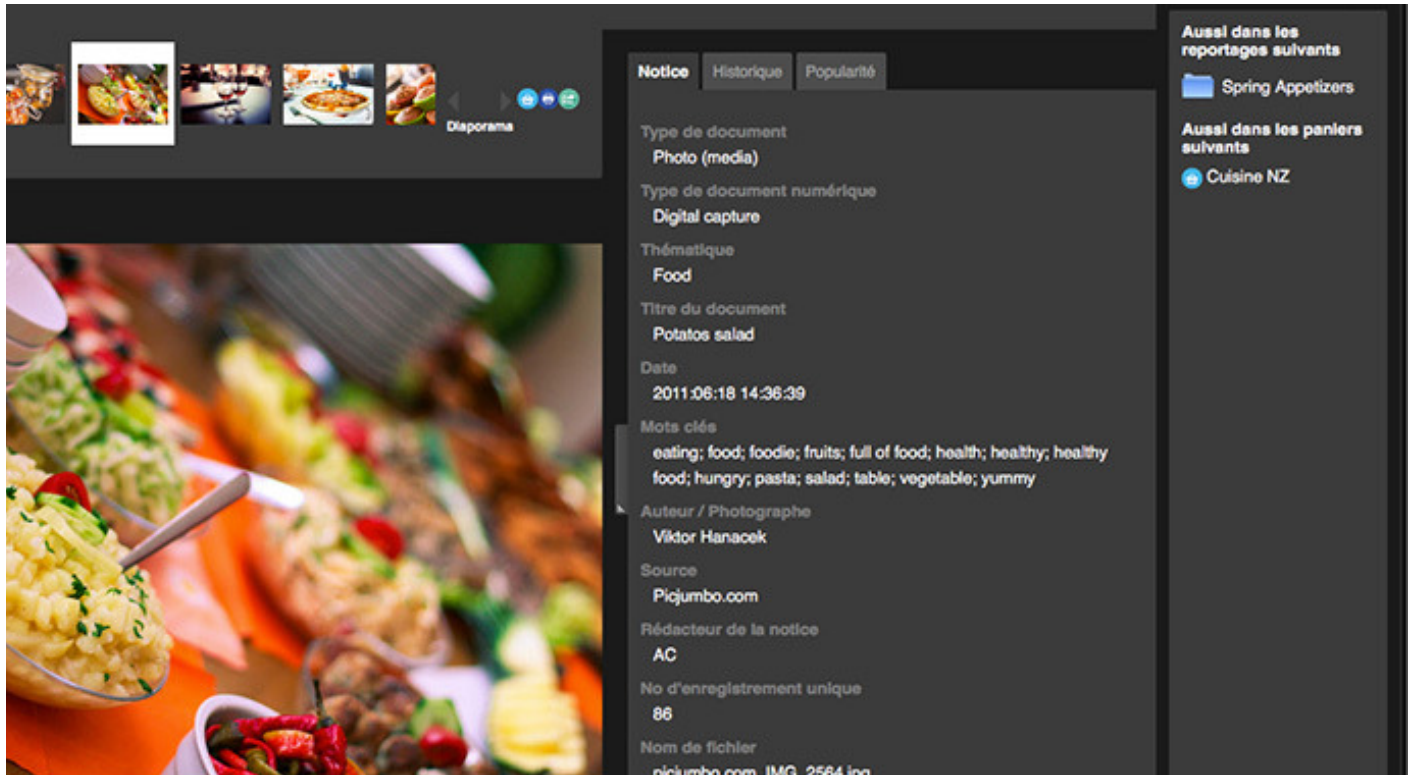 Diaporama
Notice
Historique
Popularité
Type de document
Photo (media)
Type de document numérique
Digital capture
Thématique
Food
Titre du document
Potatos salad
Date
2011:06:18 14:36:39
Mots clés
eating; food; foodie; fruits; full of food; health; healthy; healthy
food; hungry; pasta; salad; table; vegetable; yummy
Auteur / Photographe
Viktor Hanacek
Source
Picjumbo.com
Rédacteur de la notice
AC
No d'enregistrement unique
86
Nom de fichier
picjumbo.com_IMG_2564.jpg
Aussi dans les
reportages suivants
Spring Appetizers
Aussi dans les paniers
suivants
Cuisine NZ